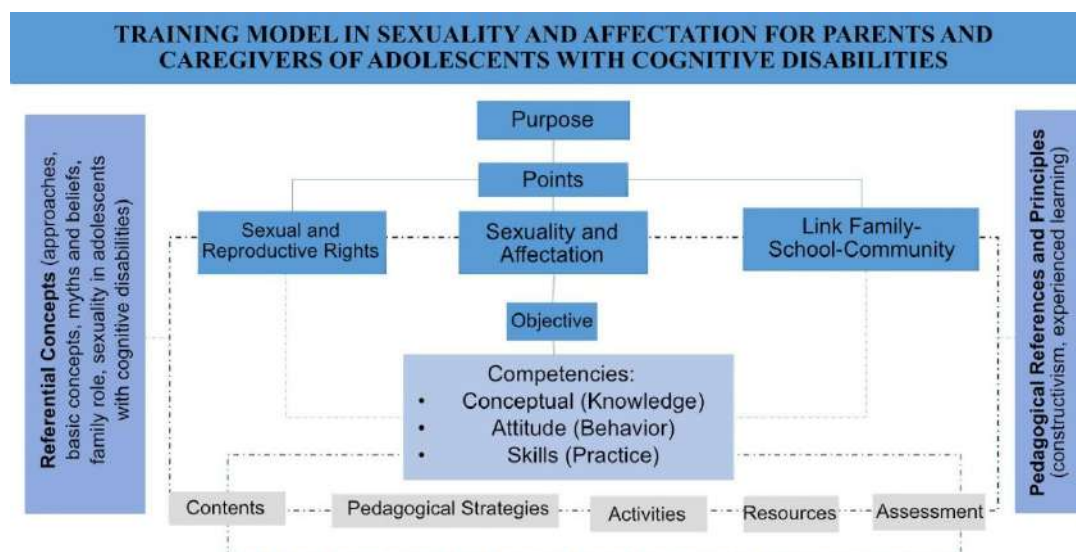 TRAINING MODEL IN SEXUALITY AND AFFECTATION FOR PARENTS AND
CAREGIVERS OF ADOLESCENTS WITH COGNITIVE DISABILITIES
Referential Concepts (approaches,
basic concepts, myths and beliefs,
family role, sexuality in adolescents
with cognitive disabilities)
Purpose
Points
Sexual and
Reproductive Rights
Sexuality and
Affectation
Link Family-
School-Community
Objective
Competencies:
• Conceptual (Knowledge)
• Attitude (Behavior)
• Skills (Practice)
Contents
Pedagogical Strategies
Activities
Resources
Assessment
Pedagogical References and Principles
(constructivism, experienced learning)